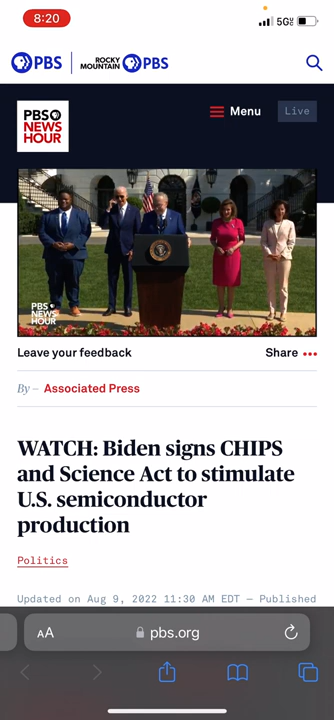 8:20
5GE
PBS
ROCKY
MOUNTAIN PBS
PBS
NEWS
HOUR
Menu
Live
PBS
NEWS
HOUR
Leave your feedback
Share
By — Associated Press
WATCH: Biden signs CHIPS
and Science Act to stimulate
U.S. semiconductor
production
Politics
Updated on Aug 9, 2022 11:30 AM EDT — Published
AA
pbs.org